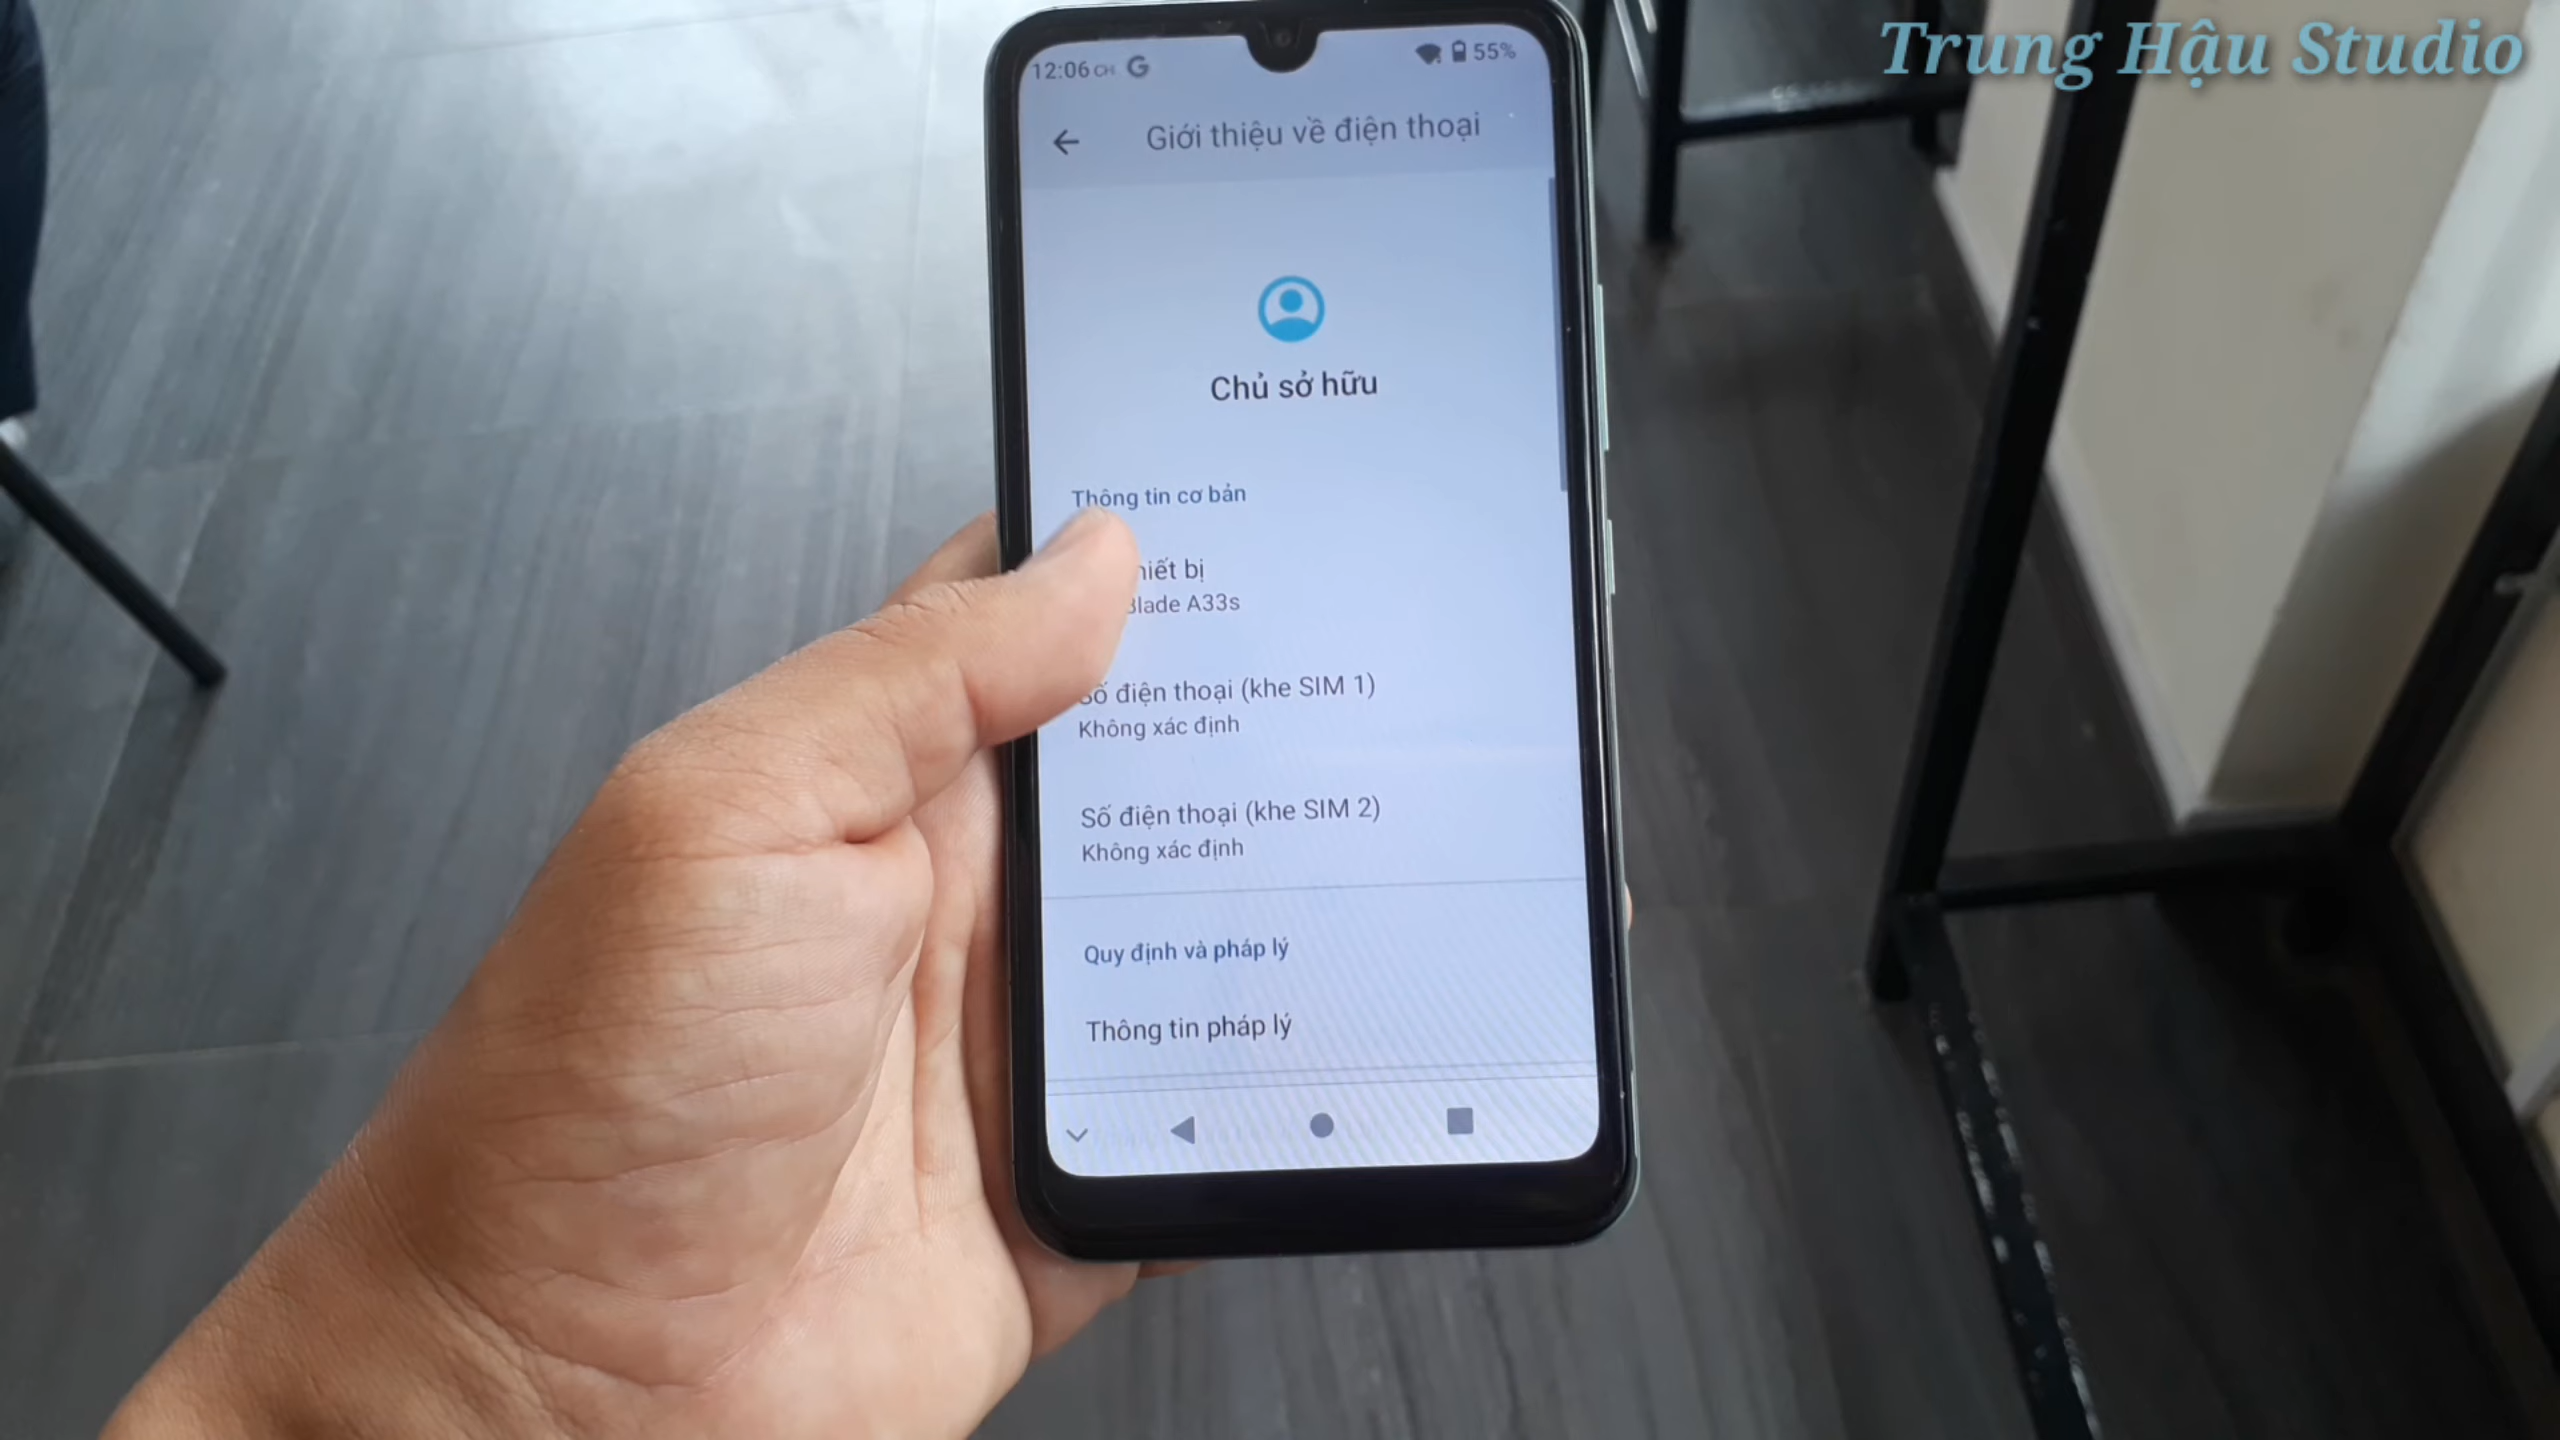 Trung Hậu Studio
12:06 CH G 55%
Giới thiệu về điện thoại
Chủ sở hữu
Thông tin cơ bản
bị
A33s
Số điện thoại (khe SIM 1)
Không xác định
Số điện thoại (khe SIM 2)
Không xác định
Quy định và pháp lý
Thông tin pháp lý